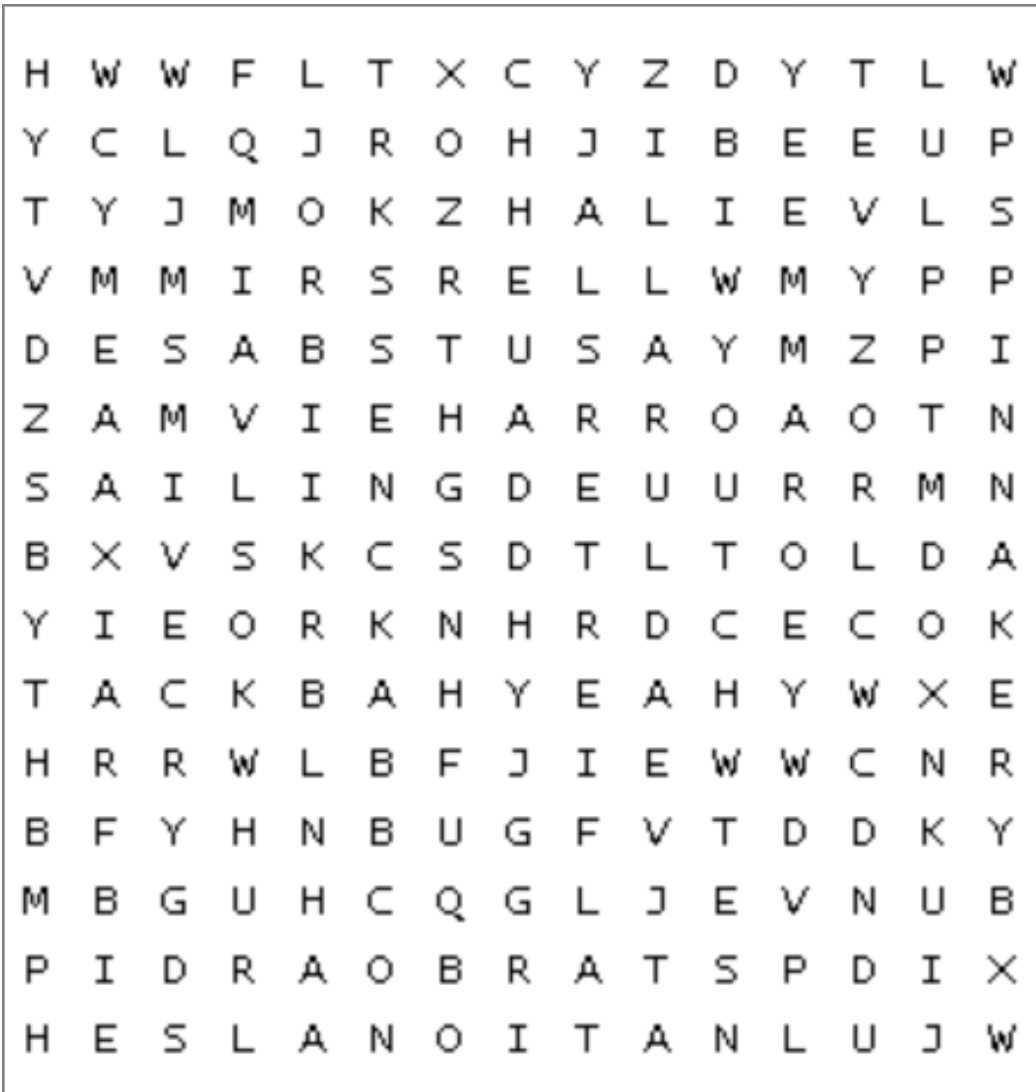 H W W F L T X C Y Z D Y T L W
Y C L Q J R O H J I B E E U P
T Y J M O K Z H A L I E V L S
V M M I R S R E L L W M Y P P
D E S A B S T U S A Y M Z P I
Z A M V I E H A R R O A O T N
S A I L I N G D E U U R R M N
B X V S K C S D T L T O L D A
Y I E O R K N H R D C E C O K
T A C K B A H Y E A H Y W X E
H R R W L B F J I E W W C N R
B F Y H N B U G F V T D D K Y
M B G U H C Q G L J E V N U B
P I D R A O B R A T S P D I X
H E S L A N O I T A N L U J W